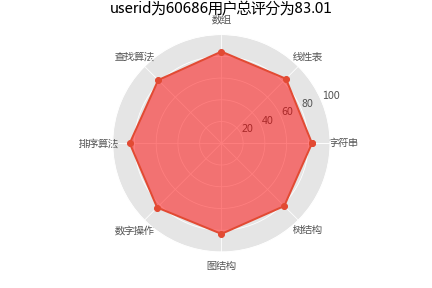 userid为60686用户总评分为83.01
数组
查找算法
线性表
100
80
60
40
20
排序算法
字符串
数字操作
树结构
图结构